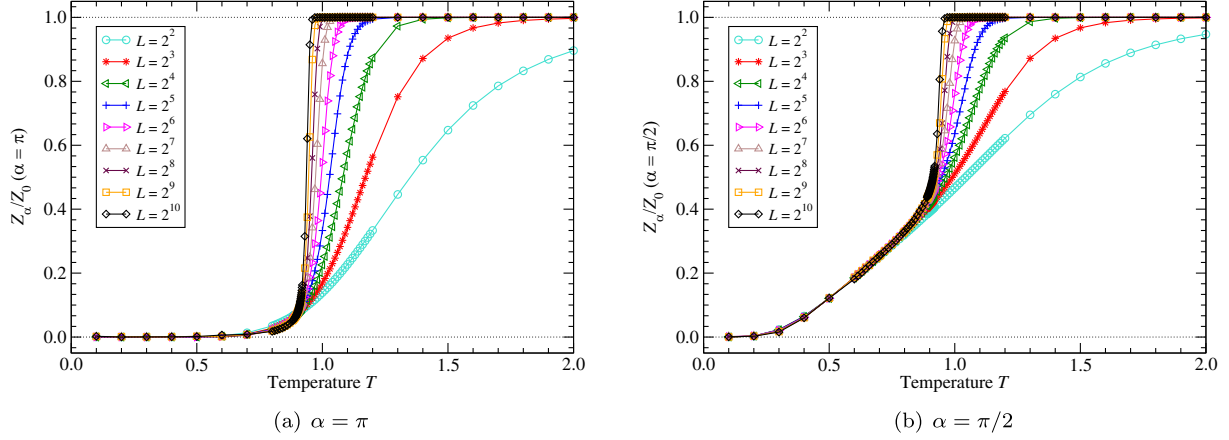 1.0
0.8
0.6
0.4
0.2
0.0
Z_α/Z_0 (α = π)
L = 2^2
L = 2^3
L = 2^4
L = 2^5
L = 2^6
L = 2^7
L = 2^8
L = 2^9
L = 2^10
0.0 0.5 1.0 1.5 2.0
Temperature T
(a) α = π
1.0
0.8
0.6
0.4
0.2
0.0
Z_α/Z_0 (α = π/2)
L = 2^2
L = 2^3
L = 2^4
L = 2^5
L = 2^6
L = 2^7
L = 2^8
L = 2^9
L = 2^10
0.0 0.5 1.0 1.5 2.0
Temperature T
(b) α = π/2